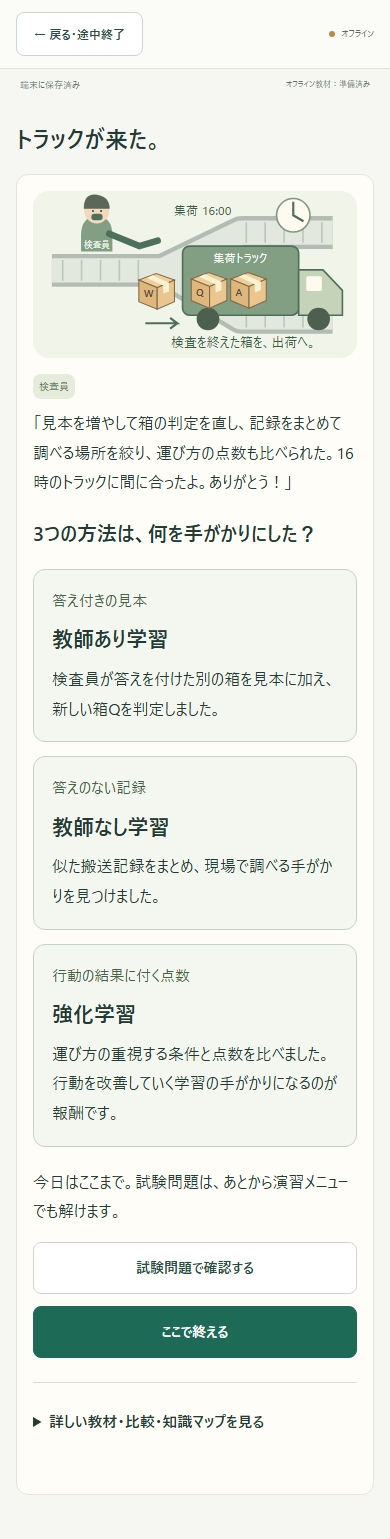 ← 戻る・途中終了
オフライン
端末に保存済み
オフライン教材：準備済み
トラックが来た。
集荷 16:00
検査員
集荷トラック
W
Q
A
検査を終えた箱を、出荷へ。
検査員
「見本を増やして箱の判定を直し、記録をまとめて
調べる場所を絞り、運び方の点数も比べられた。16
時のトラックに間に合ったよ。ありがとう！」
3つの方法は、何を手がかりにした？
答え付きの見本
教師あり学習
検査員が答えを付けた別の箱を見本に加え、
新しい箱Qを判定しました。
答えのない記録
教師なし学習
似た搬送記録をまとめ、現場で調べる手がか
りを見つけました。
行動の結果に付く点数
強化学習
運び方の重視する条件と点数を比べました。
行動を改善していく学習の手がかりになるのが
報酬です。
今日はここまで。試験問題は、あとから演習メニュー
でも解けます。
試験問題で確認する
ここで終える
▶ 詳しい教材・比較・知識マップを見る